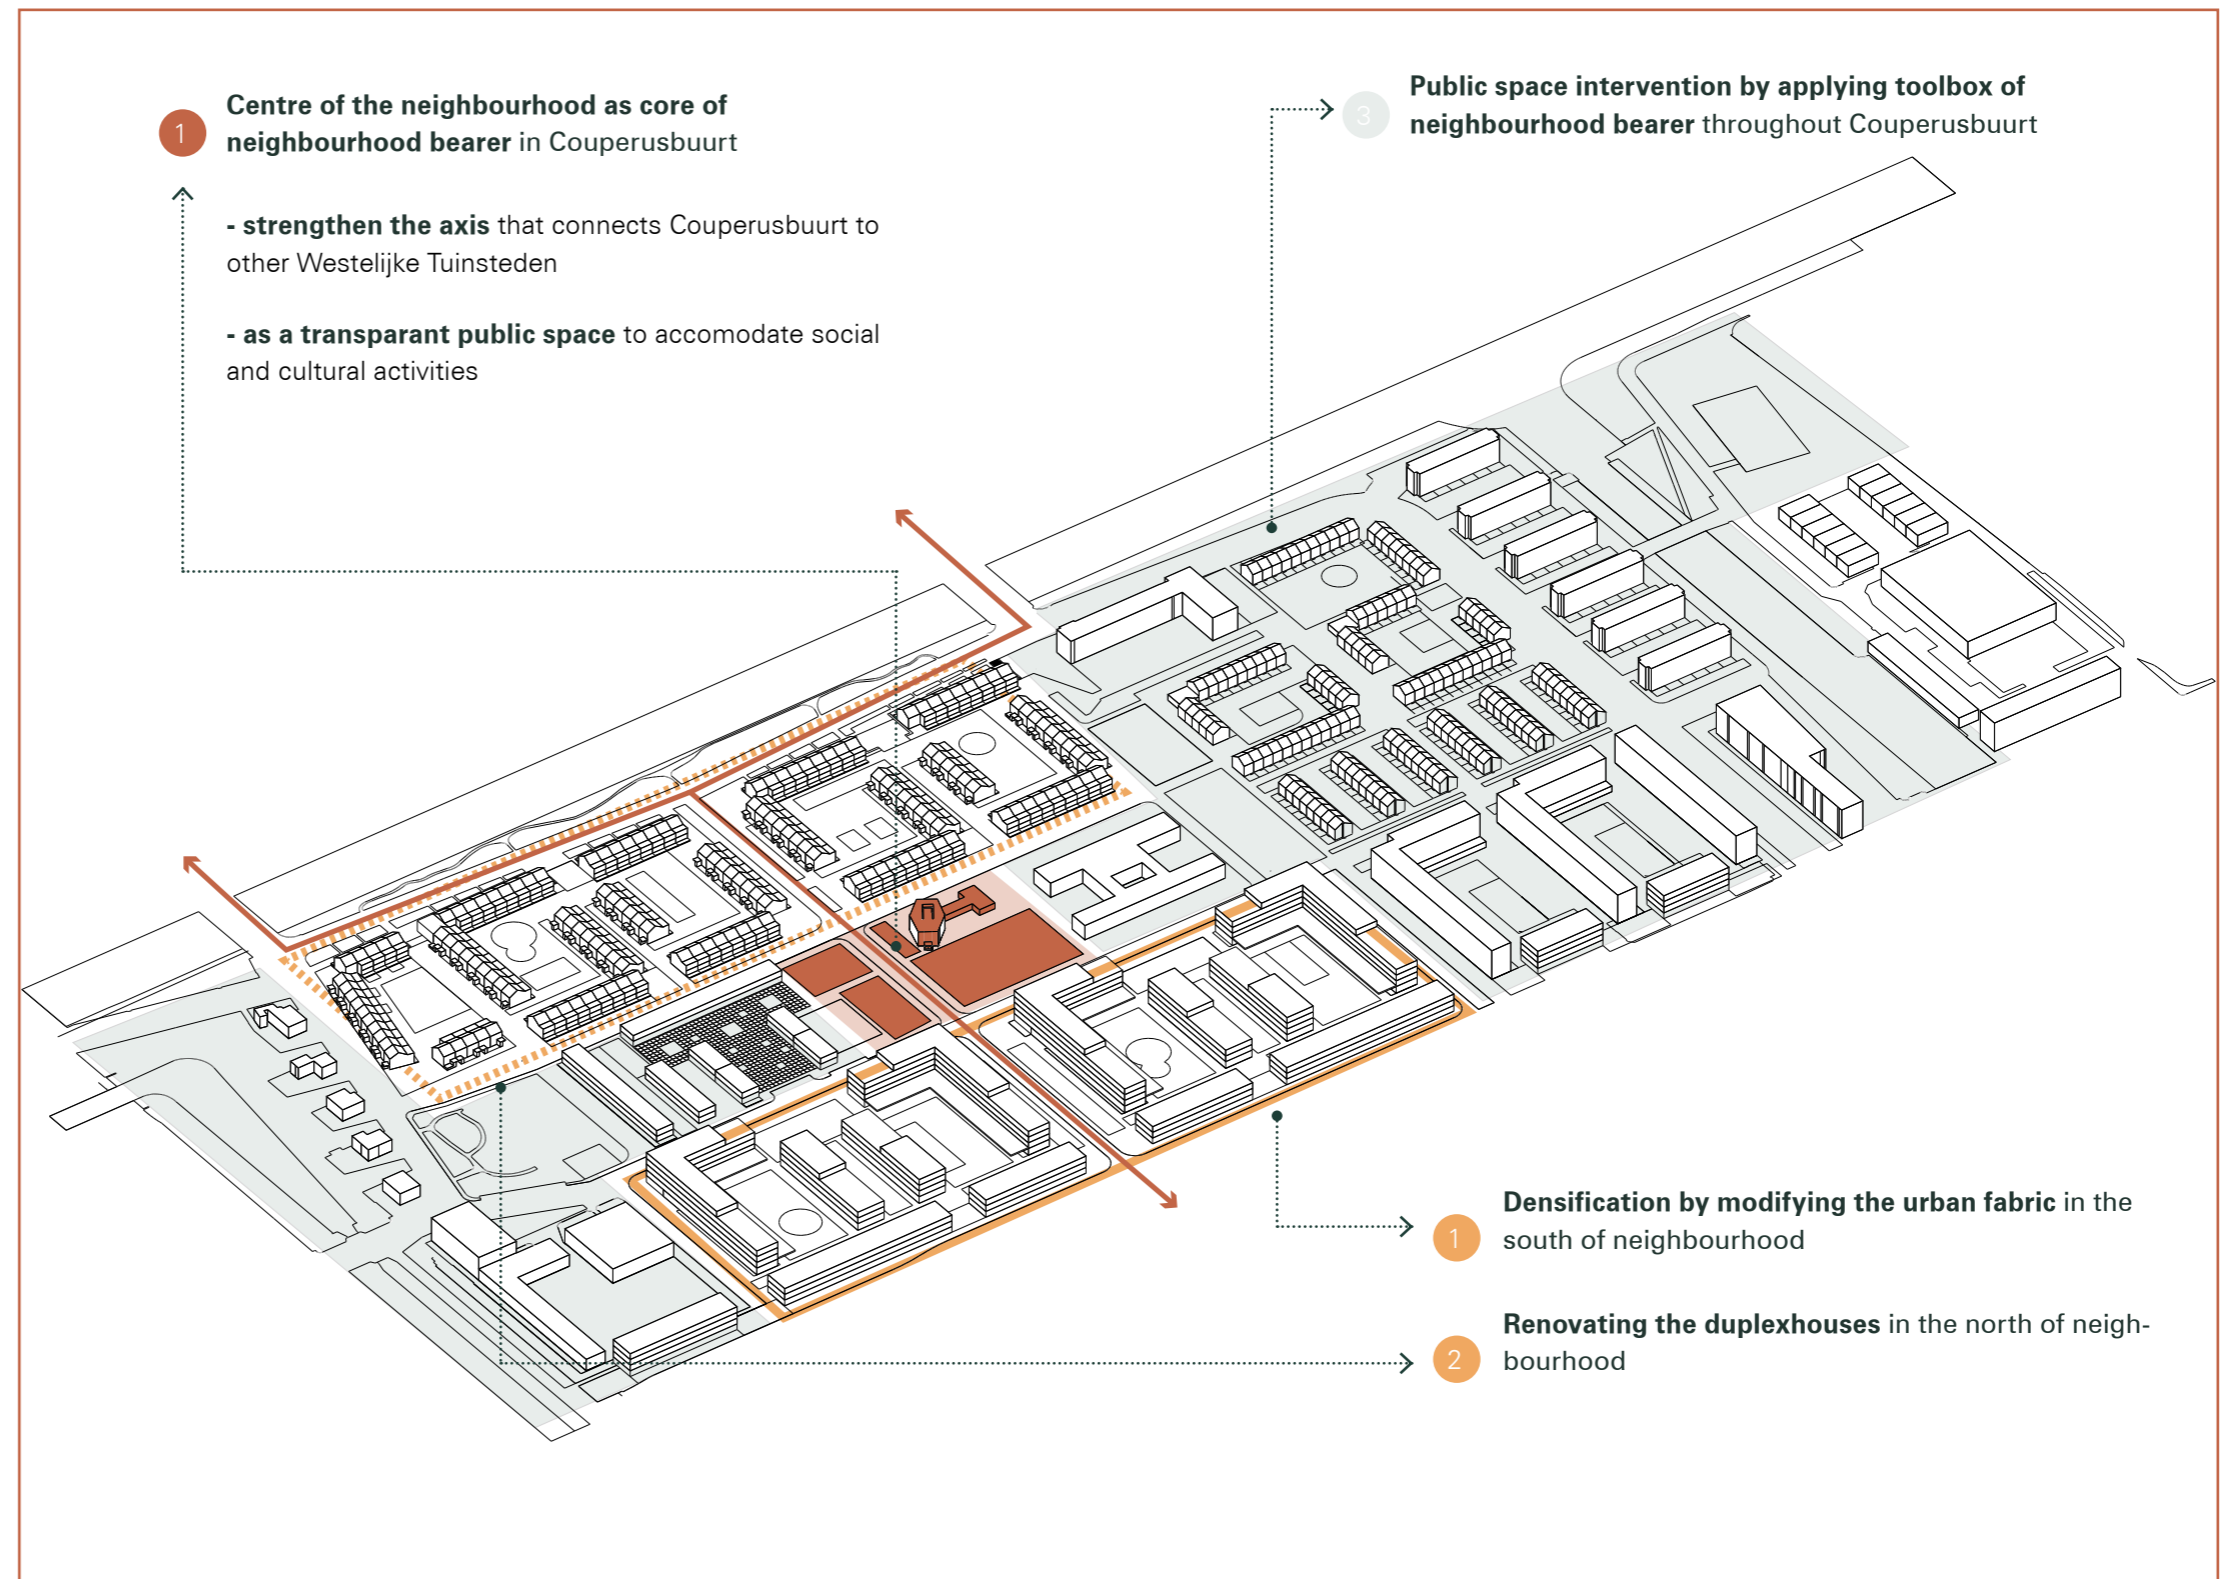 1
Centre of the neighbourhood as core of
neighbourhood bearer in Couperusbuurt
- strengthen the axis that connects Couperusbuurt to
other Westelijke Tuinsteden
- as a transparant public space to accomodate social
and cultural activities
3
Public space intervention by applying toolbox of
neighbourhood bearer throughout Couperusbuurt
1
Densification by modifying the urban fabric in the
south of neighbourhood
2
Renovating the duplexhouses in the north of neigh-
bourhood